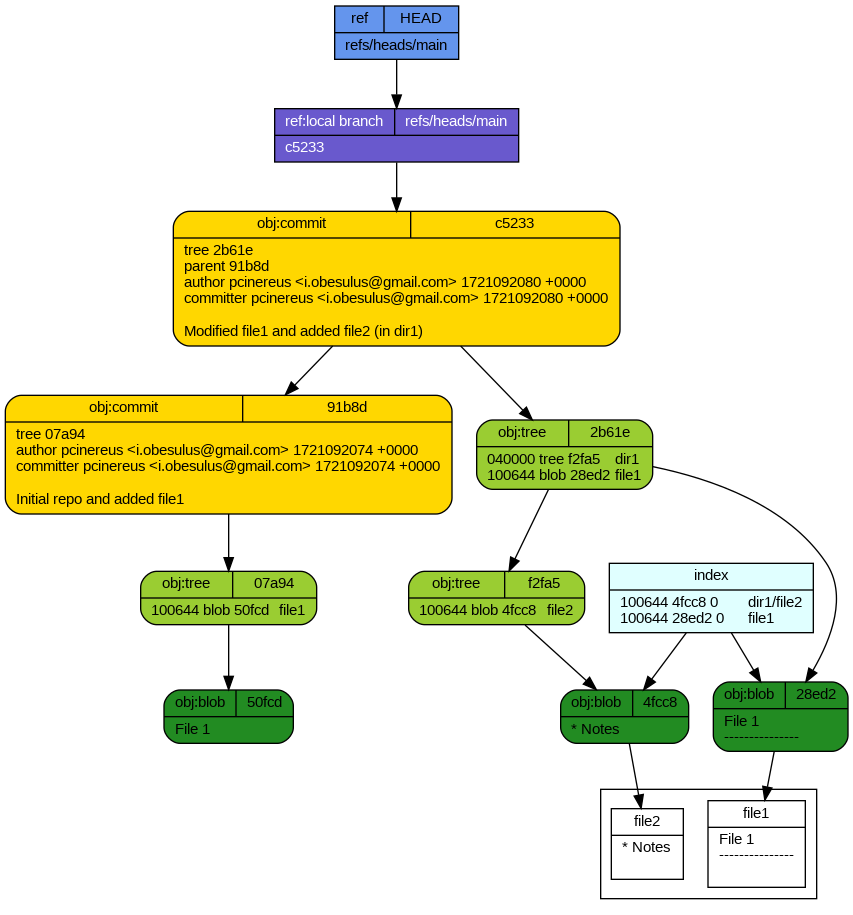 ref HEAD
refs/heads/main
ref:local branch refs/heads/main
c5233
obj:commit c5233
tree 2b61e
parent 91b8d
author pcinereus <i.obesulus@gmail.com> 1721092080 +0000
committer pcinereus <i.obesulus@gmail.com> 1721092080 +0000
Modified file1 and added file2 (in dir1)
obj:commit 91b8d
tree 07a94
author pcinereus <i.obesulus@gmail.com> 1721092074 +0000
committer pcinereus <i.obesulus@gmail.com> 1721092074 +0000
Initial repo and added file1
obj:tree 2b61e
040000 tree f2fa5 dir1
100644 blob 28ed2 file1
obj:tree 07a94
100644 blob 50fcd file1
obj:tree f2fa5
100644 blob 4fcc8 file2
index
100644 4fcc8 0 dir1/file2
100644 28ed2 0 file1
obj:blob 50fcd
File 1
obj:blob 4fcc8
* Notes
obj:blob 28ed2
File 1
---------------
file2
* Notes
file1
File 1
---------------